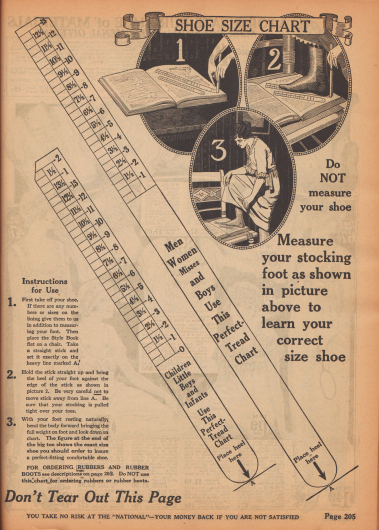 SHOE SIZE CHART
1
2
3
Do
NOT
measure
your shoe
Measure
your stocking
foot as shown
in picture
above to
learn your
correct
size shoe
Men
Women
Misses
and
Boys
Use
This
Perfect-
Tread
Chart
Children
Little
Boys
and
Infants
Use
This
Perfect-
Tread
Chart
Place heel
here
A
Place heel
here
A
Instructions
for Use
1. First take off your shoe.
If there are any num-
bers or sizes on the
lining give them to us
in addition to measur-
ing your foot. Then
place the Style Book
flat on a chair. Take
a straight stick and
set it exactly on the
heavy line marked A.
2. Hold the stick straight up and bring
the heel of your foot against the
edge of the stick as shown in
picture 2. Be very careful not to
move stick away from line A. Be
sure that your stocking is pulled
tight over your toes.
3. With your foot resting naturally,
bend the body forward bringing the
full weight on foot and look down on
chart. The figure at the end of
the big toe shows the exact size
shoe you should order to insure
a perfect-fitting comfortable shoe.
FOR ORDERING RUBBERS AND RUBBER
BOOTS see descriptions on page 205. Do NOT use
this chart for ordering rubbers or rubber boots.
Don't Tear Out This Page
YOU TAKE NO RISK AT THE "NATIONAL"—YOUR MONEY BACK IF YOU ARE NOT SATISFIED
Page 205